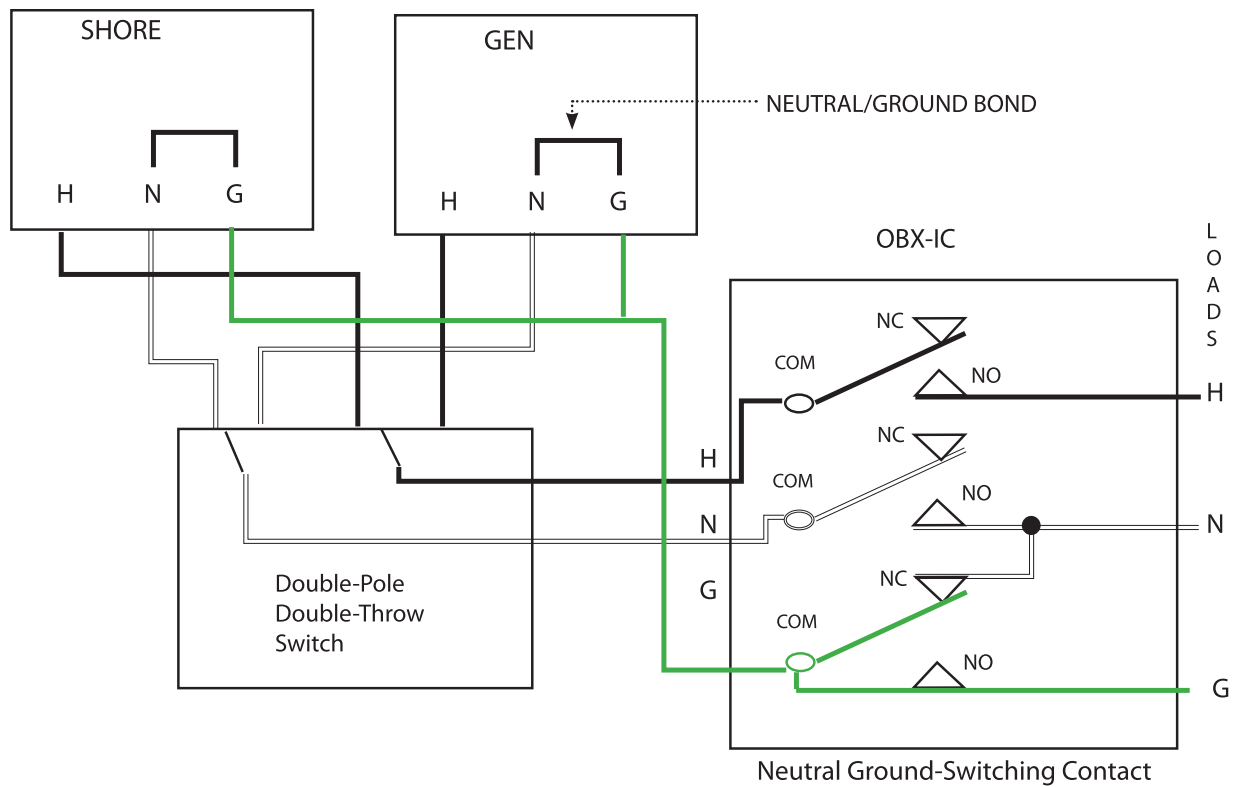 SHORE
GEN
NEUTRAL/GROUND BOND
H N G
H N G
OBX-IC
L
O
A
D
S
NC
COM
NO
H
NC
H
COM
NO
N
N
NC
G
COM
NO
G
Double-Pole
Double-Throw
Switch
Neutral Ground-Switching Contact